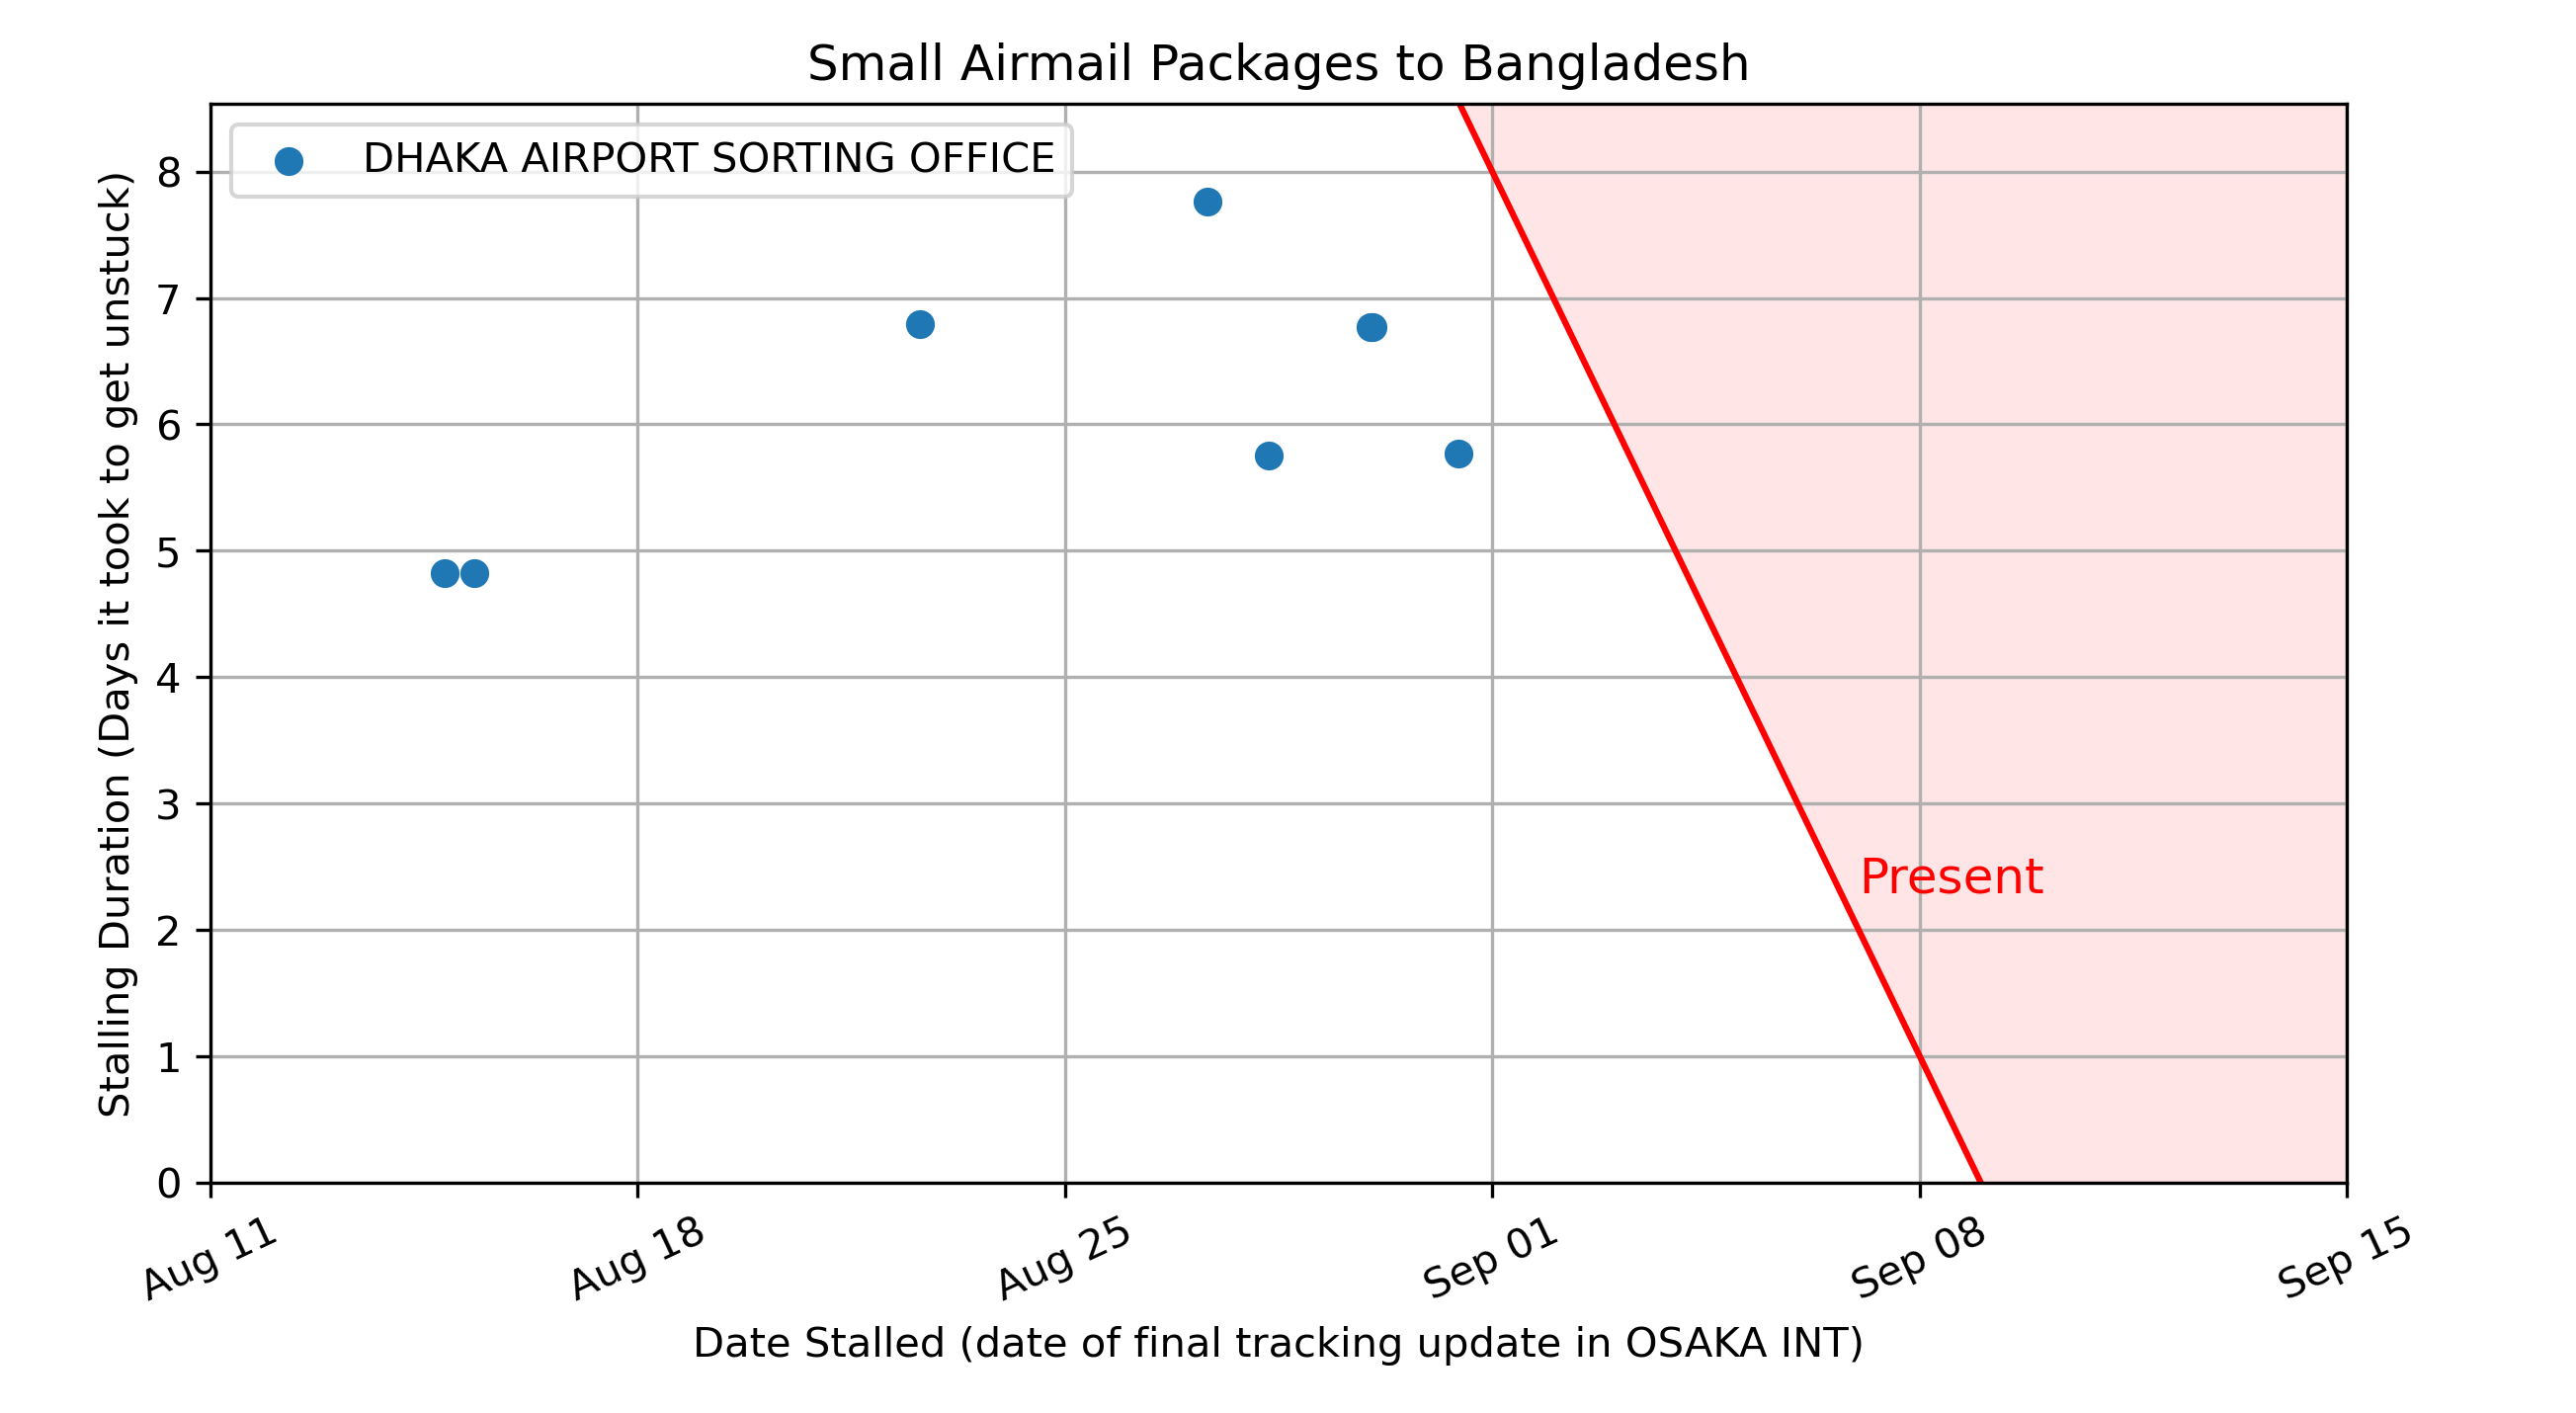 Small Airmail Packages to Bangladesh
DHAKA AIRPORT SORTING OFFICE
Stalling Duration (Days it took to get unstuck)
8
7
6
5
4
3
2
1
0
Present
Aug 11
Aug 18
Aug 25
Sep 01
Sep 08
Sep 15
Date Stalled (date of final tracking update in OSAKA INT)